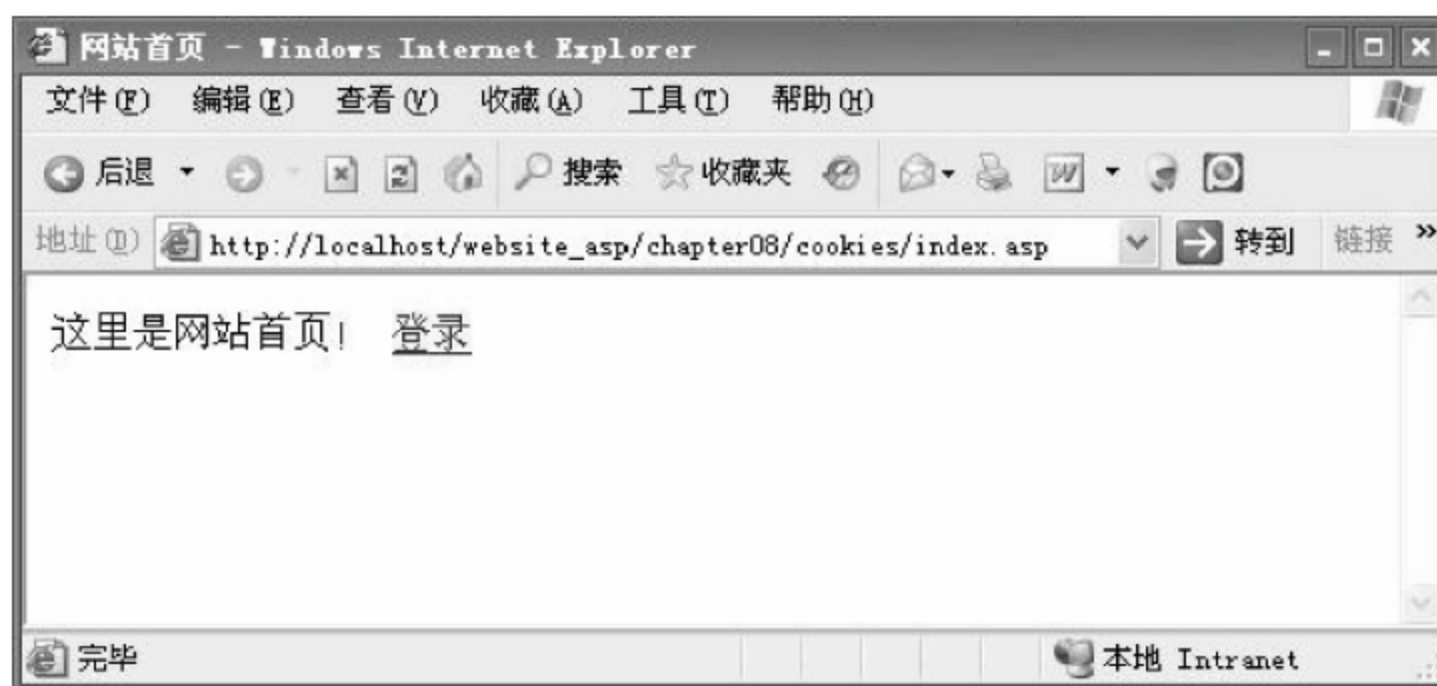 网站首页 - Windows Internet Explorer
文件(F) 编辑(E) 查看(V) 收藏(A) 工具(T) 帮助(H)
后退 搜索 收藏夹 W
地址(D) http://localhost/website_asp/chapter08/cookies/index.asp 转到 链接 »
这里是网站首页! 登录
完毕 本地 Intranet